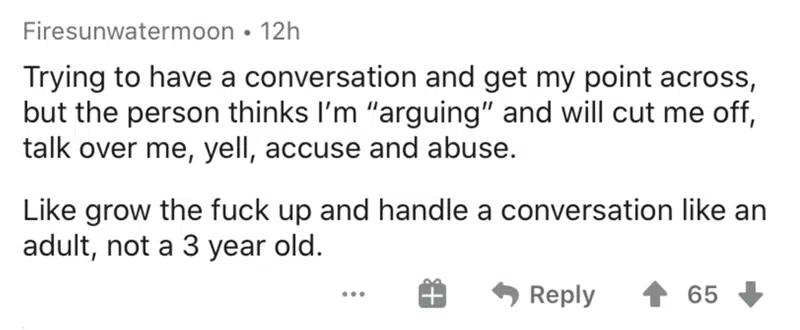 Firesunwatermoon • 12h
Trying to have a conversation and get my point across,
but the person thinks I’m “arguing” and will cut me off,
talk over me, yell, accuse and abuse.
Like grow the fuck up and handle a conversation like an
adult, not a 3 year old.
... Reply 65